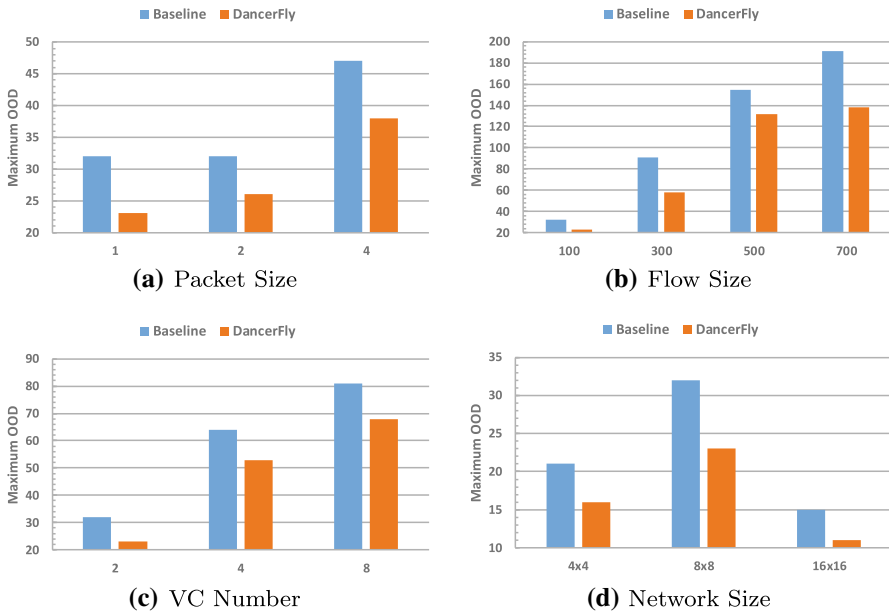 Baseline DancerFly
Maximum OOD
50
45
40
35
30
25
20
1 2 4
(a) Packet Size
Baseline DancerFly
Maximum OOD
200
180
160
140
120
100
80
60
40
20
100 300 500 700
(b) Flow Size
Baseline DancerFly
Maximum OOD
90
80
70
60
50
40
30
20
2 4 8
(c) VC Number
Baseline DancerFly
Maximum OOD
35
30
25
20
15
10
4x4 8x8 16x16
(d) Network Size